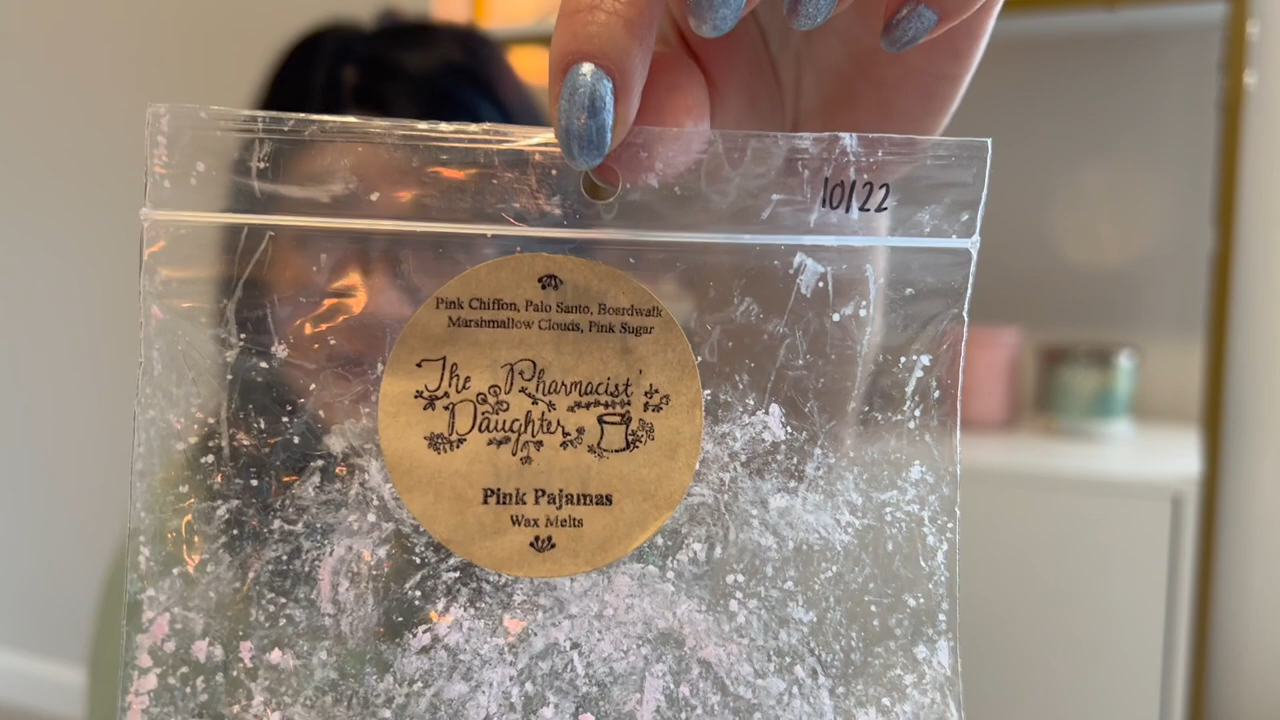 10/22
Pink Chiffon, Palo Santo, Boardwalk
Marshmallow Clouds, Pink Sugar
The Pharmacist's
Daughter
Pink Pajamas
Wax Melts